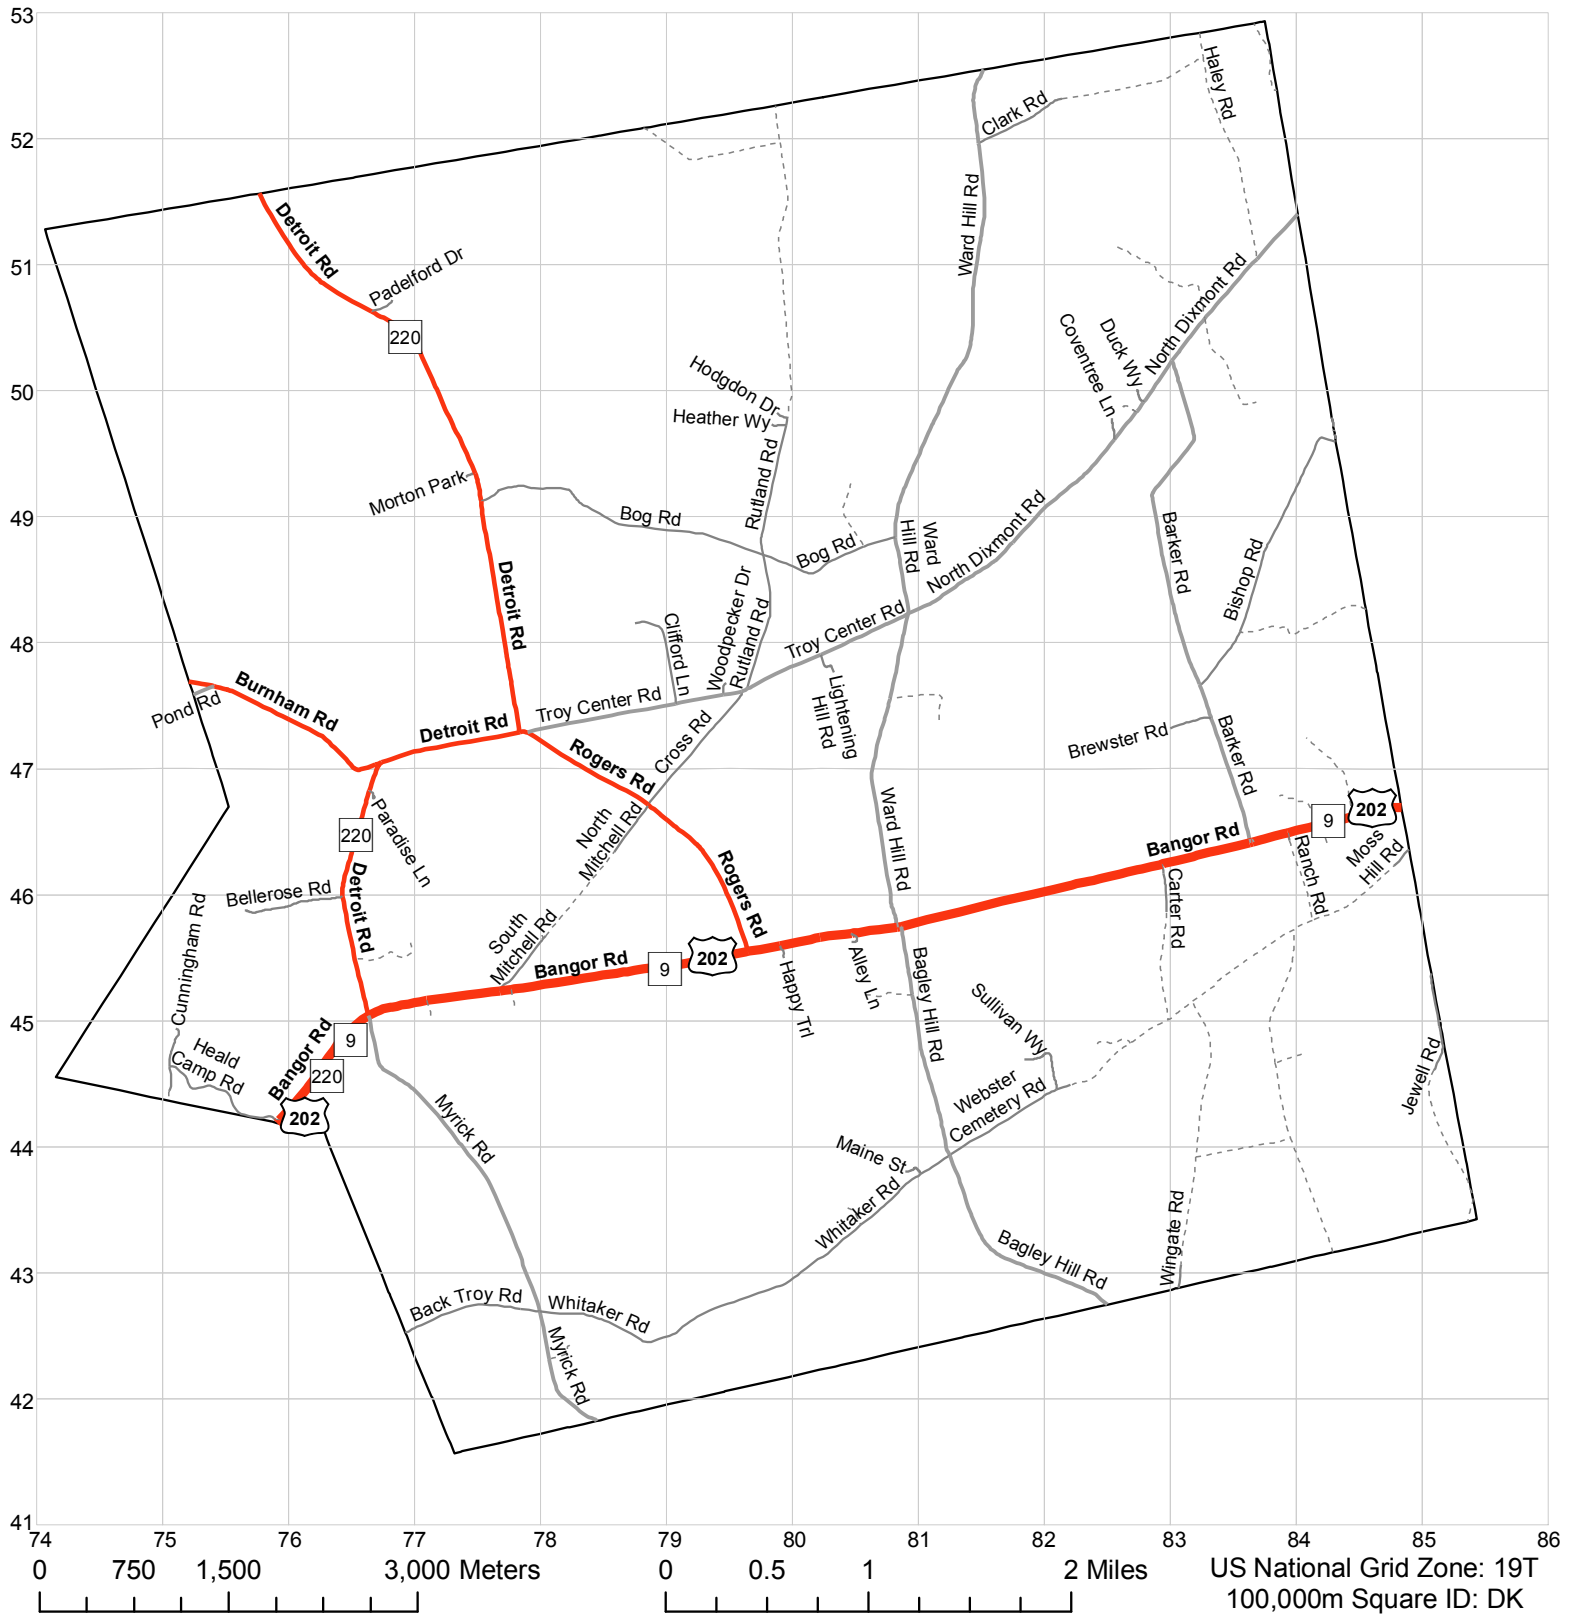 53
52
51
50
49
48
47
46
45
44
43
42
41
74
75
76
77
78
79
80
81
82
83
84
85
86
Haley Rd
Clark Rd
Ward Hill Rd
Detroit Rd
Padelford Dr
220
North Dixmont Rd
Duck Wy
Coventree Ln
Hodgdon Dr
Heather Wy
Rutland Rd
Morton Park
Bog Rd
Bog Rd
Ward
Hill Rd
North Dixmont Rd
Barker Rd
Bishop Rd
Detroit Rd
Clifford Ln
Woodpecker Dr
Rutland Rd
Troy Center Rd
Burnham Rd
Pond Rd
Detroit Rd
Troy Center Rd
Lightening
Hill Rd
Cross Rd
Rogers Rd
Brewster Rd
Barker Rd
North
Mitchell Rd
Ward Hill Rd
Paradise Ln
220
Detroit Rd
Bellerose Rd
Cunningham Rd
Rogers Rd
Bangor Rd
9
202
Moss
Hill Rd
Ranch Rd
Carter Rd
South
Mitchell Rd
Bangor Rd
9
202
Happy Trl
Alley Ln
Bagley Hill Rd
Sullivan Wy
Webster
Cemetery Rd
Jewell Rd
Heald
Camp Rd
Bangor Rd
9
220
202
Myrick Rd
Maine St
Whitaker Rd
Bagley Hill Rd
Wingate Rd
Back Troy Rd
Whitaker Rd
Myrick Rd
0 750 1,500 3,000 Meters
0 0.5 1 2 Miles
US National Grid Zone: 19T
100,000m Square ID: DK